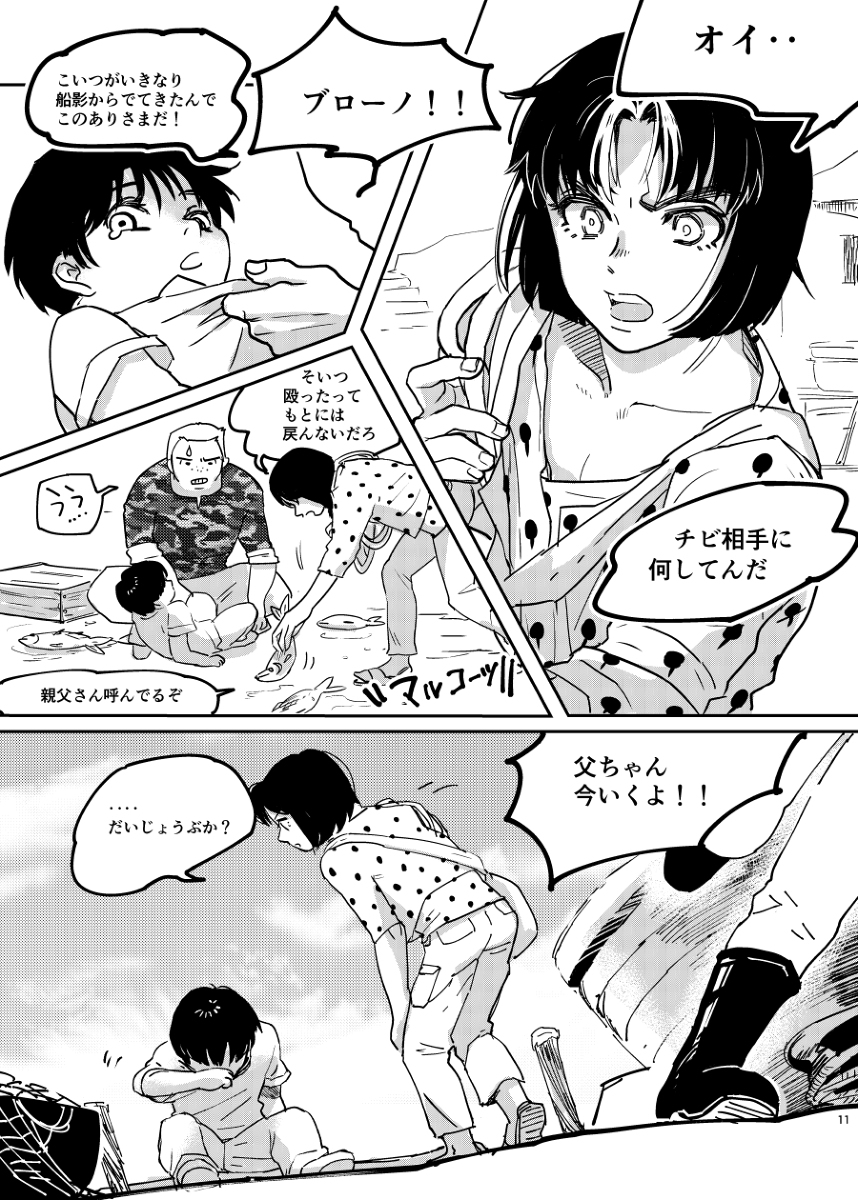 オイ‥
チビ相手に
何してんだ
ブローノ！！
こいつがいきなり
船影からでてきたんで
このありさまだ！
そいつ
殴ったって
もとには
戻んないだろ
ウウ…
マルコーッ
親父さん呼んでるぞ
父ちゃん
今いくよ！！
‥‥
だいじょうぶか？
11